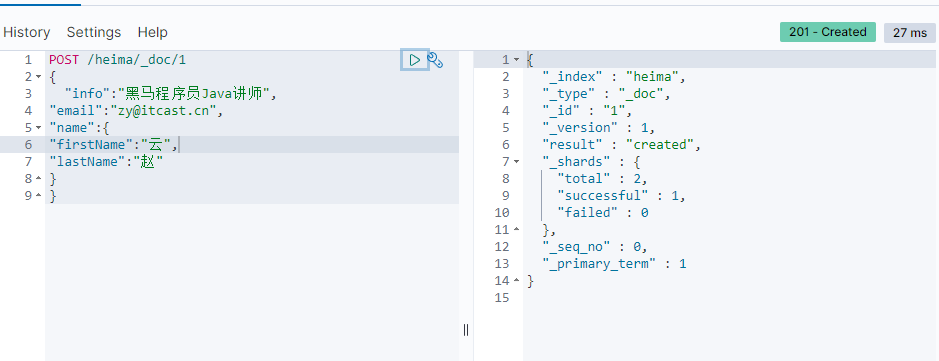 History Settings Help
201 - Created 27 ms
1 POST /heima/_doc/1
2 {
3 "info":"黑马程序员Java讲师",
4 "email":"zy@itcast.cn",
5 "name":{
6 "firstName":"云",
7 "lastName":"赵"
8 }
9 }
1 {
2 "_index" : "heima",
3 "_type" : "_doc",
4 "_id" : "1",
5 "_version" : 1,
6 "result" : "created",
7 "_shards" : {
8 "total" : 2,
9 "successful" : 1,
10 "failed" : 0
11 },
12 "_seq_no" : 0,
13 "_primary_term" : 1
14 }
15